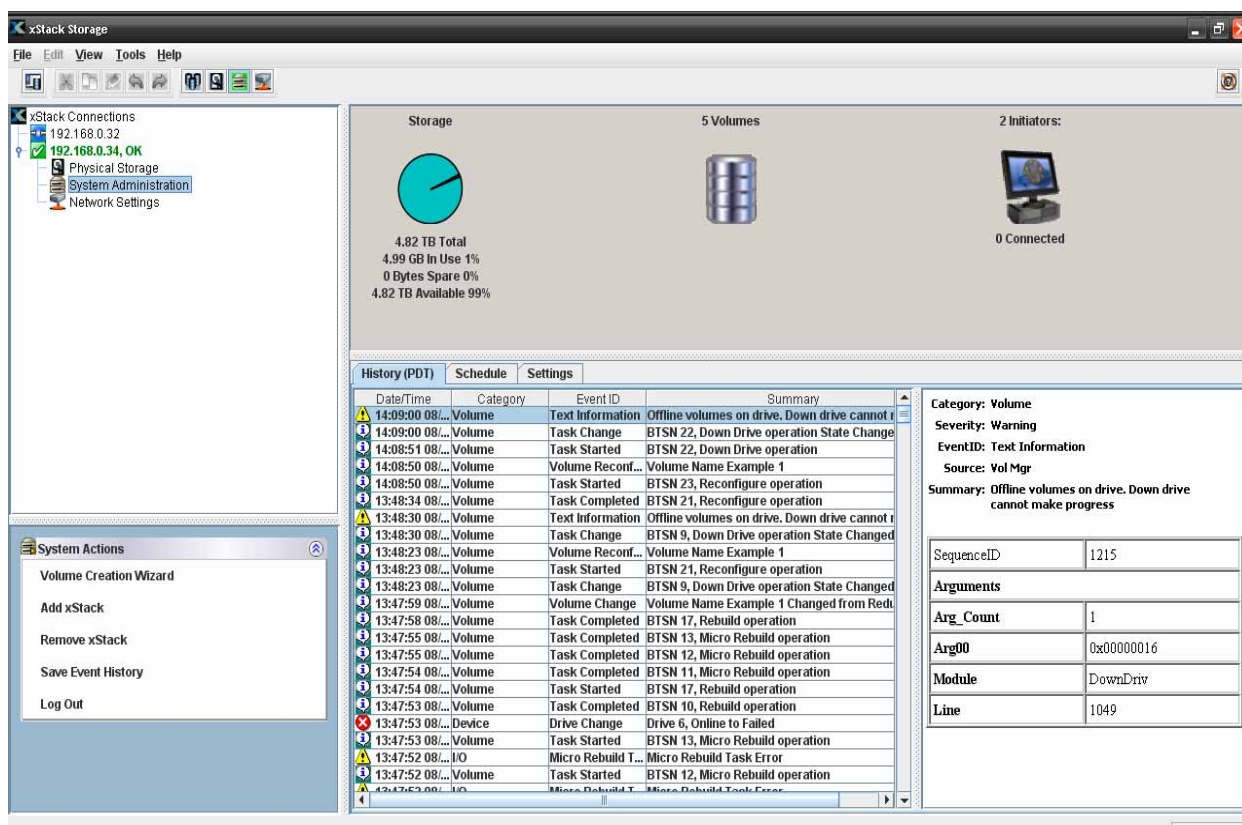 xStack Storage
File Edit View Tools Help
xStack Connections
192.168.0.32
192.168.0.34, OK
Physical Storage
System Administration
Network Settings
System Actions
Volume Creation Wizard
Add xStack
Remove xStack
Save Event History
Log Out
Storage
4.82 TB Total
4.99 GB In Use 1%
0 Bytes Spare 0%
4.82 TB Available 99%
5 Volumes
2 Initiators:
0 Connected
History (PDT) Schedule Settings
Date/Time Category Event ID Summary
14:09:00 08/... Volume Text Information Offline volumes on drive. Down drive cannot
14:09:00 08/... Volume Task Change BTSN 22, Down Drive operation State Change
14:08:51 08/... Volume Task Started BTSN 22, Down Drive operation
14:08:50 08/... Volume Volume Reconf... Volume Name Example 1
14:08:50 08/... Volume Task Started BTSN 23, Reconfigure operation
13:48:34 08/... Volume Task Completed BTSN 21, Reconfigure operation
13:48:30 08/... Volume Text Information Offline volumes on drive. Down drive cannot
13:48:30 08/... Volume Task Change BTSN 9, Down Drive operation State Changed
13:48:23 08/... Volume Volume Reconf... Volume Name Example 1
13:48:23 08/... Volume Task Started BTSN 21, Reconfigure operation
13:48:23 08/... Volume Task Change BTSN 9, Down Drive operation State Changed
13:47:59 08/... Volume Volume Change Volume Name Example 1 Changed from Redu
13:47:58 08/... Volume Task Completed BTSN 17, Rebuild operation
13:47:55 08/... Volume Task Completed BTSN 13, Micro Rebuild operation
13:47:55 08/... Volume Task Completed BTSN 12, Micro Rebuild operation
13:47:54 08/... Volume Task Completed BTSN 11, Micro Rebuild operation
13:47:54 08/... Volume Task Started BTSN 17, Rebuild operation
13:47:53 08/... Volume Task Completed BTSN 10, Rebuild operation
13:47:53 08/... Device Drive Change Drive 6, Online to Failed
13:47:53 08/... Volume Task Started BTSN 13, Micro Rebuild operation
13:47:52 08/... I/O Micro Rebuild T... Micro Rebuild Task Error
13:47:52 08/... Volume Task Started BTSN 12, Micro Rebuild operation
13:47:52 08/... I/O Micro Rebuild T... Micro Rebuild Task Error
Category: Volume
Severity: Warning
EventID: Text Information
Source: Vol Mgr
Summary: Offline volumes on drive. Down drive
cannot make progress
SequenceID 1215
Arguments
Arg_Count 1
Arg00 0x00000016
Module DownDriv
Line 1049